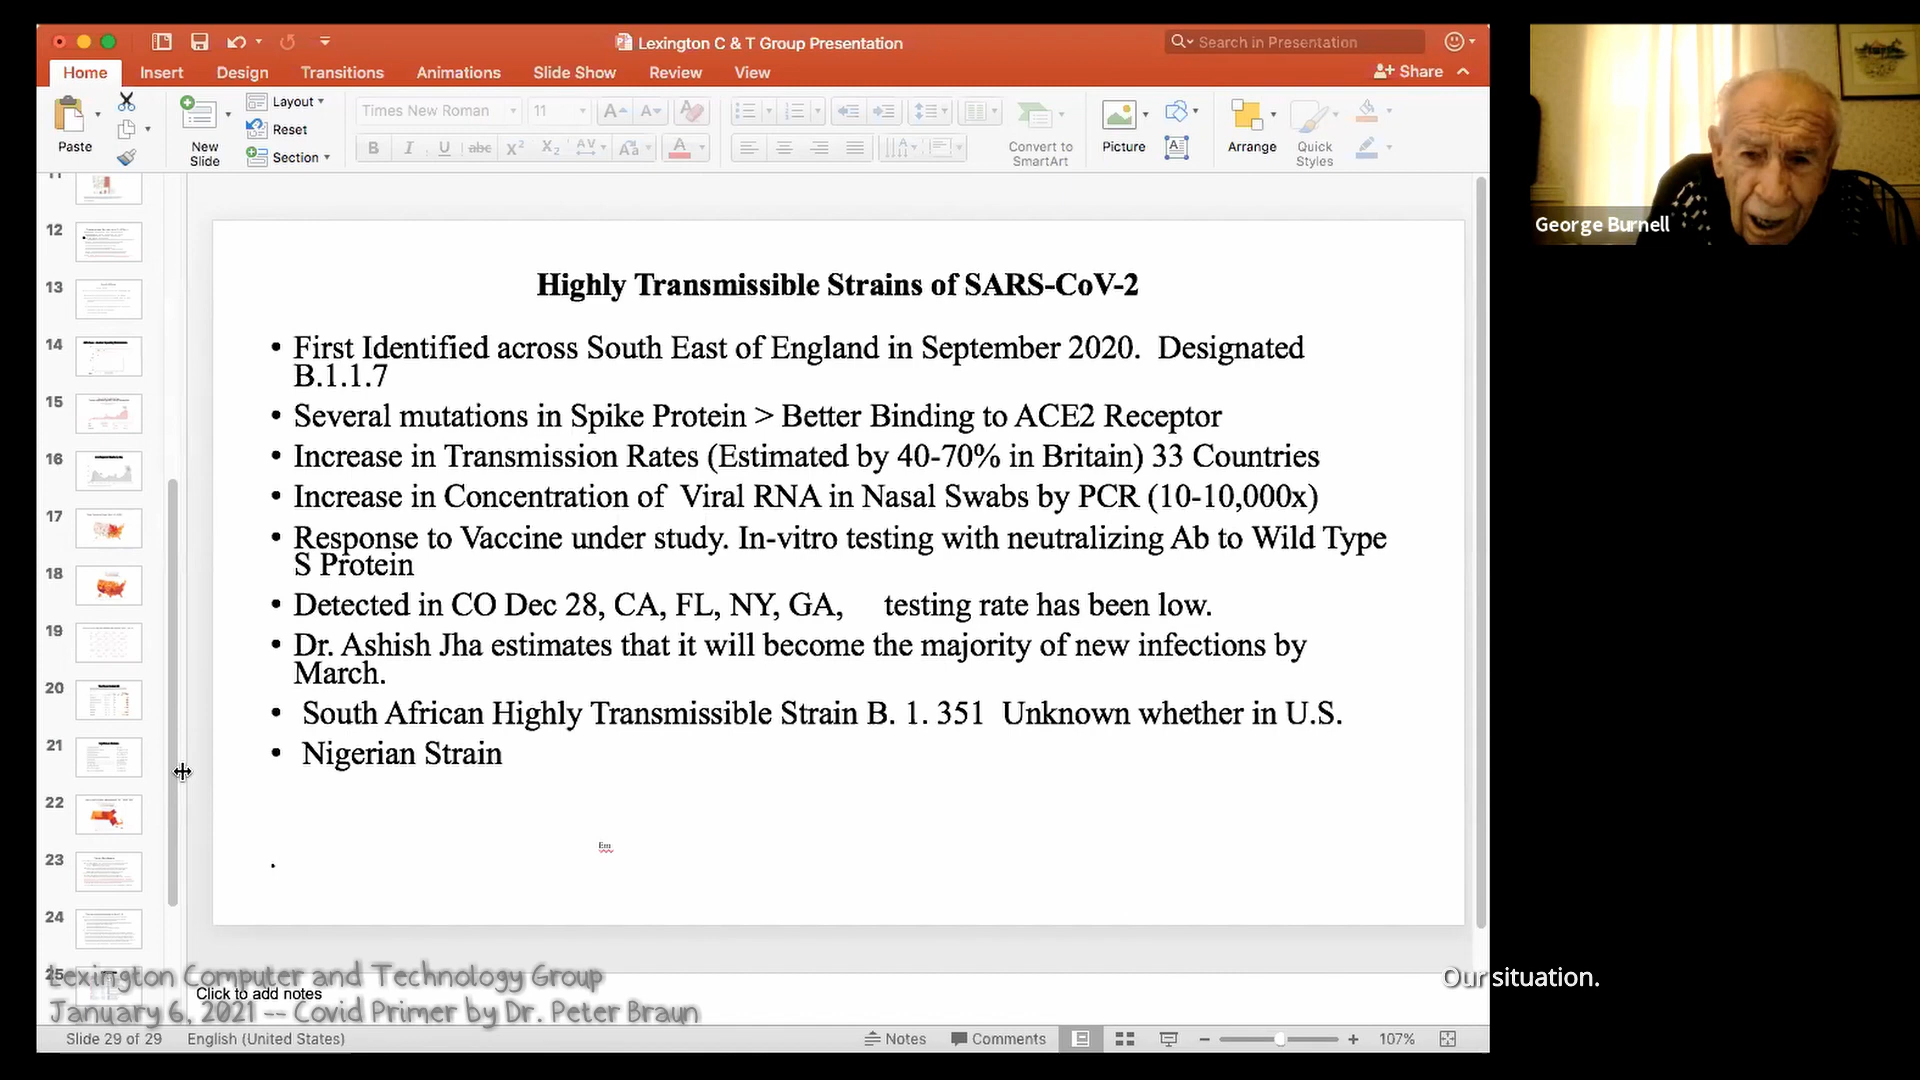 Lexington C & T Group Presentation
Search in Presentation
Home Insert Design Transitions Animations Slide Show Review View
Share
Paste
New Slide
Layout
Reset
Section
Times New Roman 11
B I U abc X² X₂ AV Aa A
Convert to SmartArt
Picture
Arrange
Quick Styles
George Burnell
11
12
13
14
15
16
17
18
19
20
21
22
23
24
25
Highly Transmissible Strains of SARS-CoV-2
• First Identified across South East of England in September 2020. Designated
B.1.1.7
• Several mutations in Spike Protein > Better Binding to ACE2 Receptor
• Increase in Transmission Rates (Estimated by 40-70% in Britain) 33 Countries
• Increase in Concentration of Viral RNA in Nasal Swabs by PCR (10-10,000x)
• Response to Vaccine under study. In-vitro testing with neutralizing Ab to Wild Type
S Protein
• Detected in CO Dec 28, CA, FL, NY, GA, testing rate has been low.
• Dr. Ashish Jha estimates that it will become the majority of new infections by
March.
• South African Highly Transmissible Strain B. 1. 351 Unknown whether in U.S.
• Nigerian Strain
Em
.
Lexington Computer and Technology Group
Click to add notes
January 6, 2021 -- Covid Primer by Dr. Peter Braun
Our situation.
Slide 29 of 29 English (United States)
Notes Comments 107%